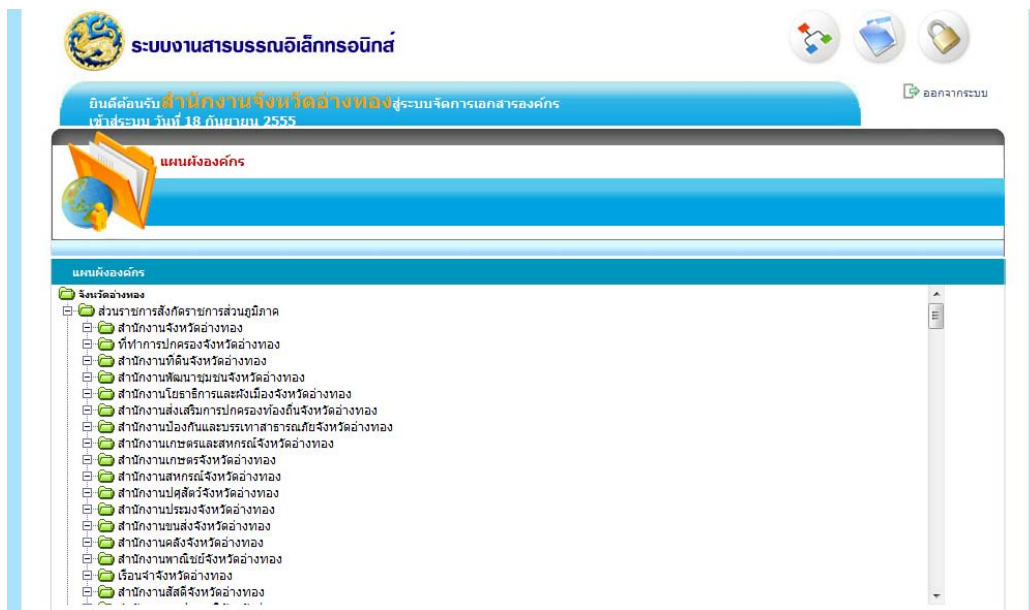 ระบบงานสารบรรณอิเล็กทรอนิกส์
ยินดีต้อนรับสำนักงานจังหวัดอ่างทองสู่ระบบจัดการเอกสารองค์กร
ออกจากระบบ
เข้าสู่ระบบ วันที่ 18 กันยายน 2555
แผนผังองค์กร
แผนผังองค์กร
จังหวัดอ่างทอง
ส่วนราชการสังกัดราชการส่วนภูมิภาค
สำนักงานจังหวัดอ่างทอง
ที่ทำการปกครองจังหวัดอ่างทอง
สำนักงานที่ดินจังหวัดอ่างทอง
สำนักงานพัฒนาชุมชนจังหวัดอ่างทอง
สำนักงานโยธาธิการและผังเมืองจังหวัดอ่างทอง
สำนักงานส่งเสริมการปกครองท้องถิ่นจังหวัดอ่างทอง
สำนักงานป้องกันและบรรเทาสาธารณภัยจังหวัดอ่างทอง
สำนักงานเกษตรและสหกรณ์จังหวัดอ่างทอง
สำนักงานเกษตรจังหวัดอ่างทอง
สำนักงานสหกรณ์จังหวัดอ่างทอง
สำนักงานปศุสัตว์จังหวัดอ่างทอง
สำนักงานประมงจังหวัดอ่างทอง
สำนักงานขนส่งจังหวัดอ่างทอง
สำนักงานคลังจังหวัดอ่างทอง
สำนักงานพาณิชย์จังหวัดอ่างทอง
เรือนจำจังหวัดอ่างทอง
สำนักงานสัสดีจังหวัดอ่างทอง